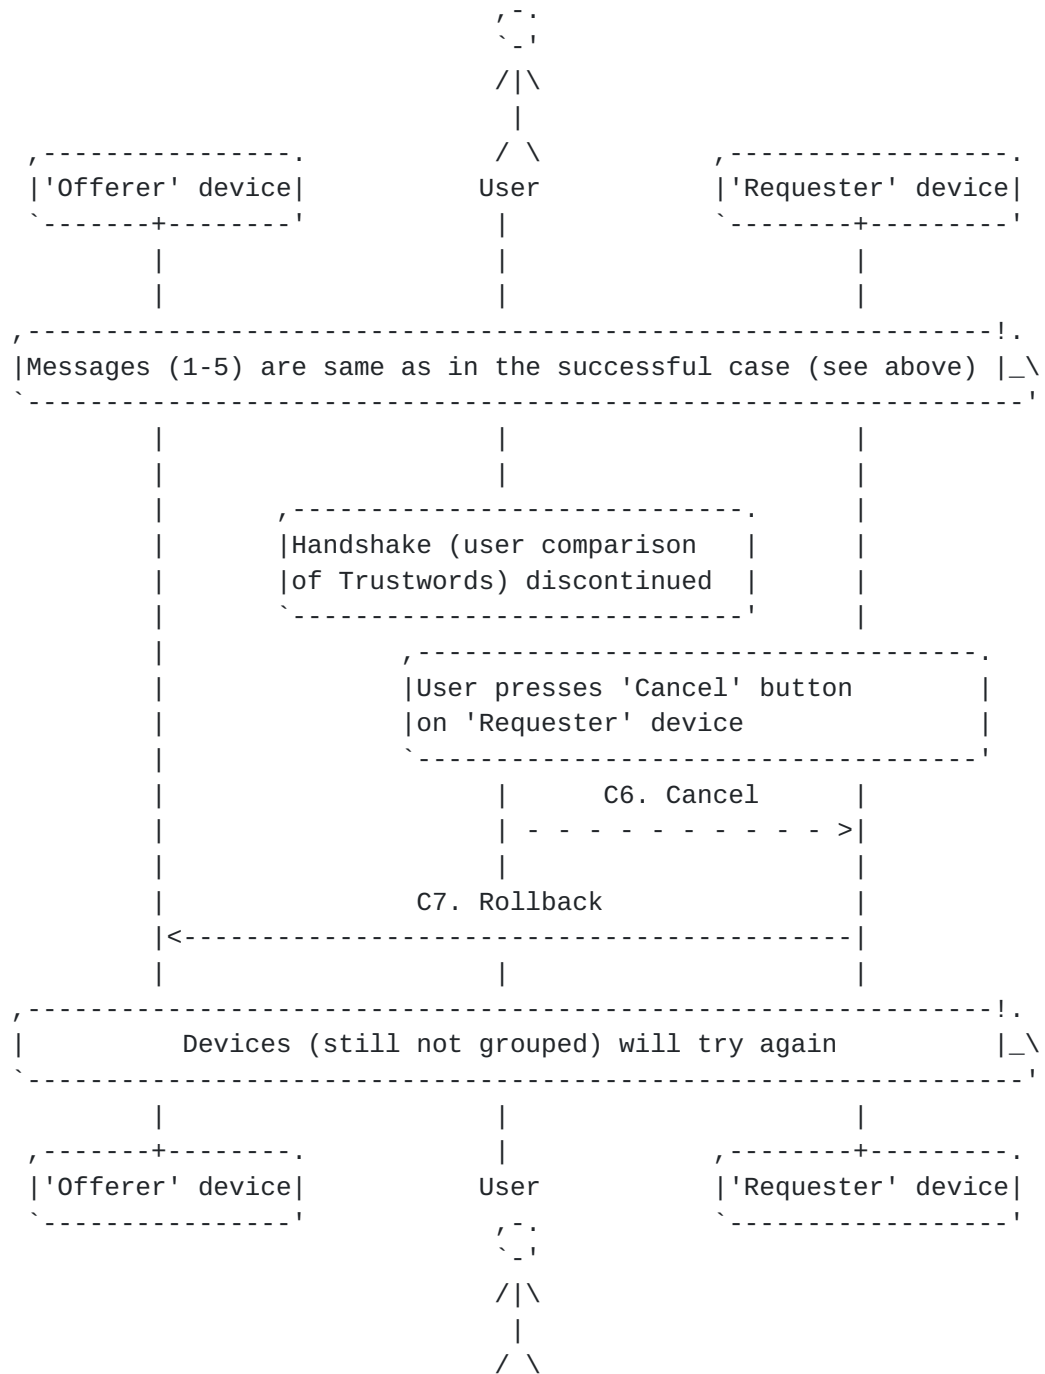 'Offerer' device User 'Requester' device
Messages (1-5) are same as in the successful case (see above)
Handshake (user comparison
of Trustwords) discontinued
User presses 'Cancel' button
on 'Requester' device
C6. Cancel
C7. Rollback
Devices (still not grouped) will try again
'Offerer' device User 'Requester' device